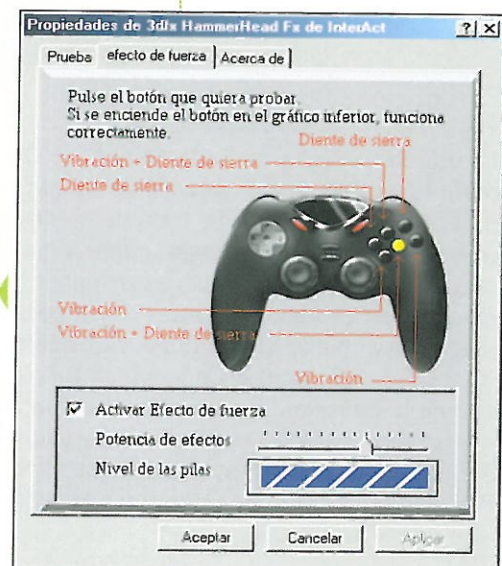 Propiedades de 3dfx HammerHead Fx de InterAct
Prueba efecto de fuerza Acerca de
Pulse el botón que quiera probar.
Si se enciende el botón en el gráfico inferior, funciona
correctamente.
Diente de sierra
Vibración + Diente de sierra
Diente de sierra
Vibración
Vibración + Diente de sierra
Vibración
Activar Efecto de fuerza
Potencia de efectos
Nivel de las pilas
Aceptar Cancelar Aplicar